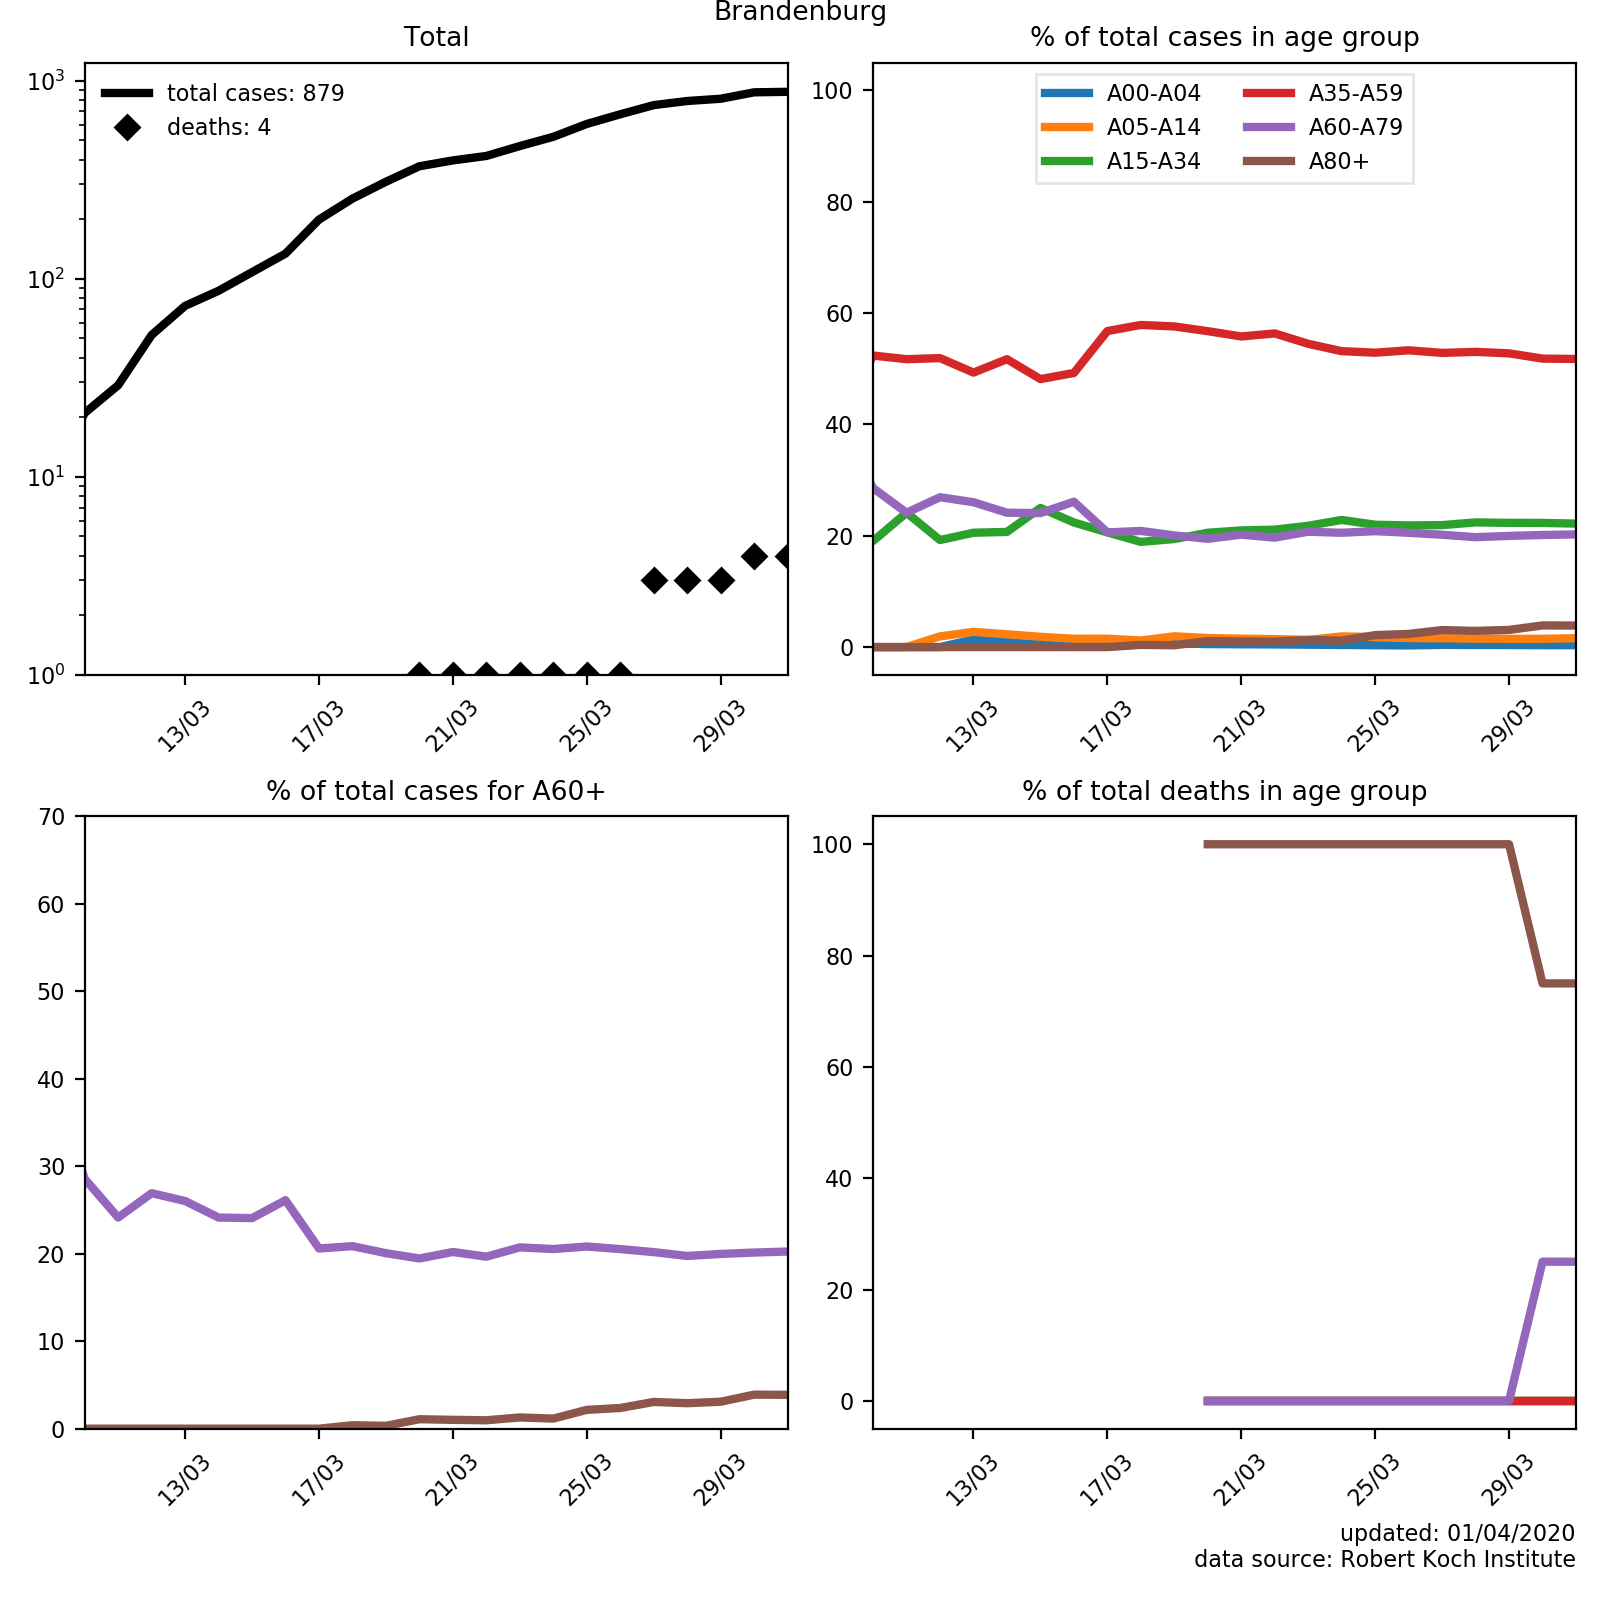 Brandenburg
Total
10³
10²
10¹
10⁰
total cases: 879
deaths: 4
13/03
17/03
21/03
25/03
29/03
% of total cases in age group
100
80
60
40
20
0
A00-A04
A05-A14
A15-A34
A35-A59
A60-A79
A80+
13/03
17/03
21/03
25/03
29/03
% of total cases for A60+
70
60
50
40
30
20
10
0
13/03
17/03
21/03
25/03
29/03
% of total deaths in age group
100
80
60
40
20
0
13/03
17/03
21/03
25/03
29/03
updated: 01/04/2020
data source: Robert Koch Institute